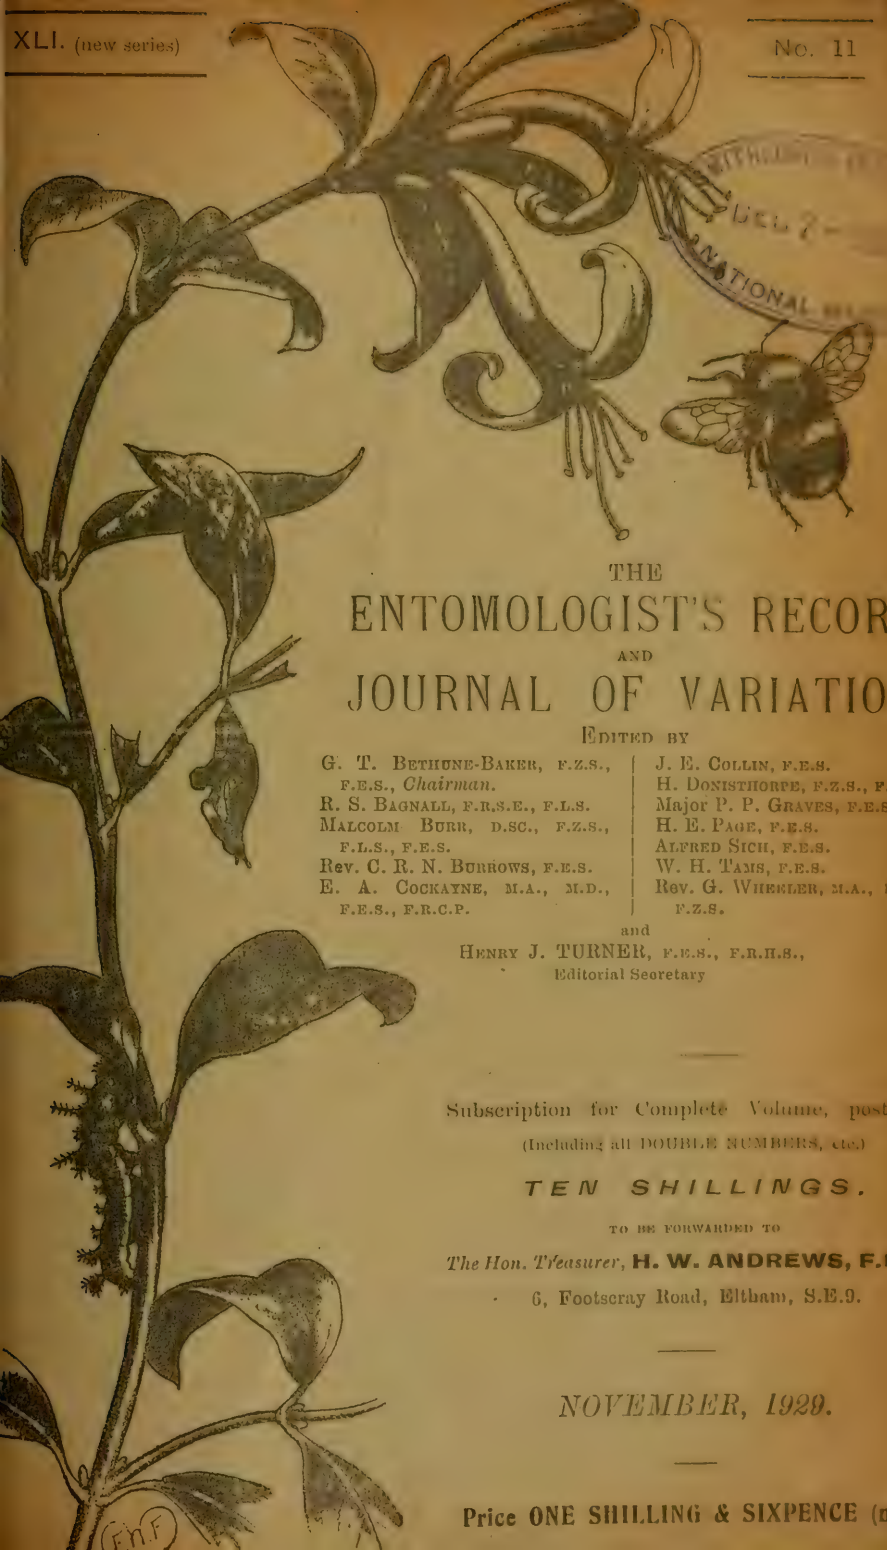 XLI. (new series)
No. 11
DEC 7 -
NATIONAL
THE
ENTOMOLOGIST'S RECOR
AND
JOURNAL OF VARIATIO
EDITED BY
G. T. BETHUNE-BAKER, F.Z.S.,
F.E.S., Chairman.
R. S. BAGNALL, F.R.S.E., F.L.S.
MALCOLM BURR, D.SC., F.Z.S.,
F.L.S., F.E.S.
Rev. C. R. N. BURROWS, F.E.S.
E. A. COCKAYNE, M.A., M.D.,
F.E.S., F.R.C.P.
J. E. COLLIN, F.E.S.
H. DONISTHORPE, F.Z.S., F
Major P. P. GRAVES, F.E.S
H. E. PAGE, F.E.S.
ALFRED SICH, F.E.S.
W. H. TAMS, F.E.S.
Rev. G. WHEELER, M.A.,
F.Z.S.
and
HENRY J. TURNER, F.E.S., F.R.H.S.,
Editorial Secretary
Subscription for Complete Volume, post
(Including all DOUBLE NUMBERS, etc.)
TEN SHILLINGS.
TO BE FORWARDED TO
The Hon. Treasurer, H. W. ANDREWS, F.
6, Footscray Road, Eltham, S.E.9.
NOVEMBER, 1929.
Price ONE SHILLING & SIXPENCE (
F.N.F